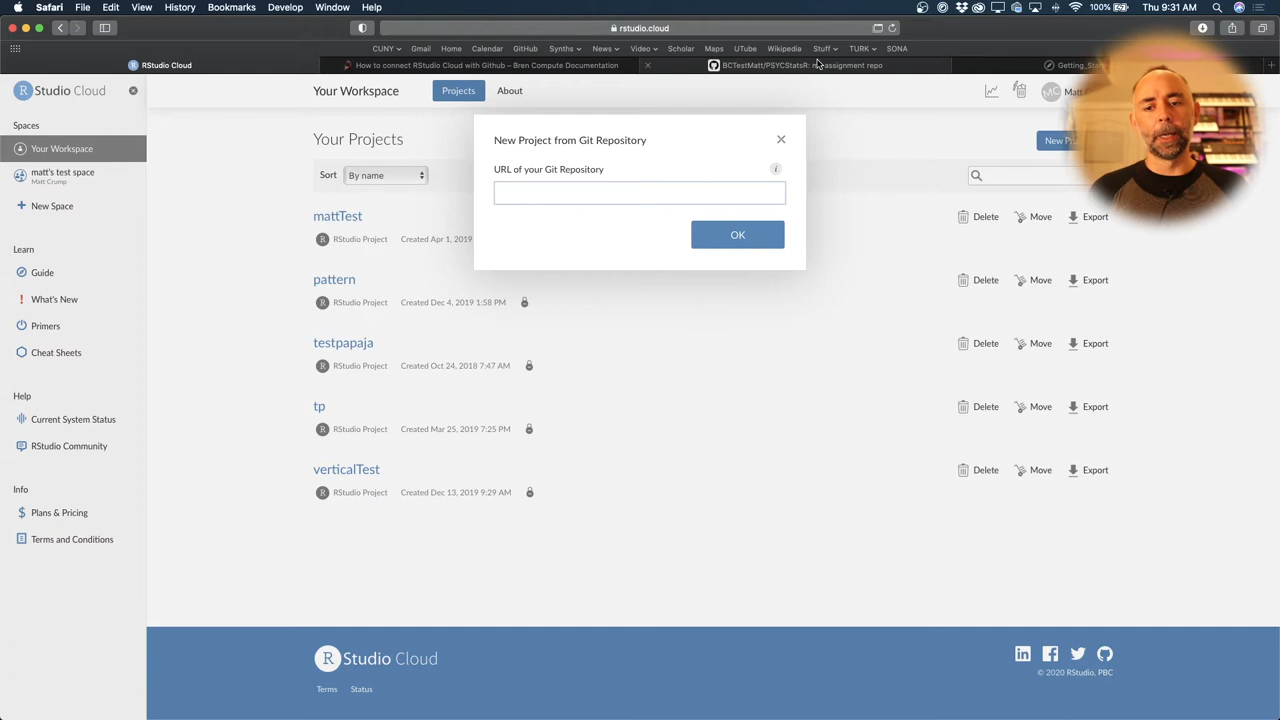 Safari File Edit View History Bookmarks Develop Window Help
100% Thu 9:31 AM
rstudio.cloud
CUNY Gmail Home Calendar GitHub Synths News Video Scholar Maps UTube Wikipedia Stuff TURK SONA
RStudio Cloud
How to connect RStudio Cloud with Github – Bren Compute Documentation
BCTestMatt/PSYCStatsR: assignment repo
Getting_Start
R Studio Cloud
Your Workspace
Projects
About
MC Matt
Spaces
Your Workspace
matt's test space
Matt Crump
New Space
Learn
Guide
What's New
Primers
Cheat Sheets
Help
Current System Status
RStudio Community
Info
Plans & Pricing
Terms and Conditions
Your Projects
New
Sort By name
New Project from Git Repository
URL of your Git Repository
i
OK
mattTest
R RStudio Project Created Apr 1, 2019
Delete Move Export
pattern
R RStudio Project Created Dec 4, 2019 1:58 PM
Delete Move Export
testpapaja
R RStudio Project Created Oct 24, 2018 7:47 AM
Delete Move Export
tp
R RStudio Project Created Mar 25, 2019 7:25 PM
Delete Move Export
verticalTest
R RStudio Project Created Dec 13, 2019 9:29 AM
Delete Move Export
R Studio Cloud
Terms Status
© 2020 RStudio, PBC